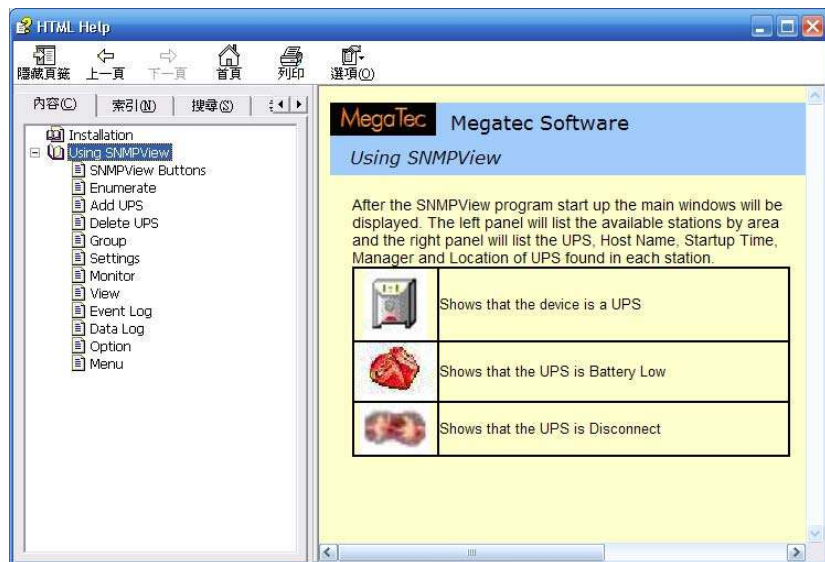 HTML Help
隱藏頁籤 上一頁 下一頁 首頁 列印 選項(O)
內容(C) 索引(N) 搜尋(S)
Installation
Using SNMPView
SNMPView Buttons
Enumerate
Add UPS
Delete UPS
Group
Settings
Monitor
View
Event Log
Data Log
Option
Menu
MegaTec Megatec Software
Using SNMPView
After the SNMPView program start up the main windows will be
displayed. The left panel will list the available stations by area
and the right panel will list the UPS, Host Name, Startup Time,
Manager and Location of UPS found in each station.
Shows that the device is a UPS
Shows that the UPS is Battery Low
Shows that the UPS is Disconnect